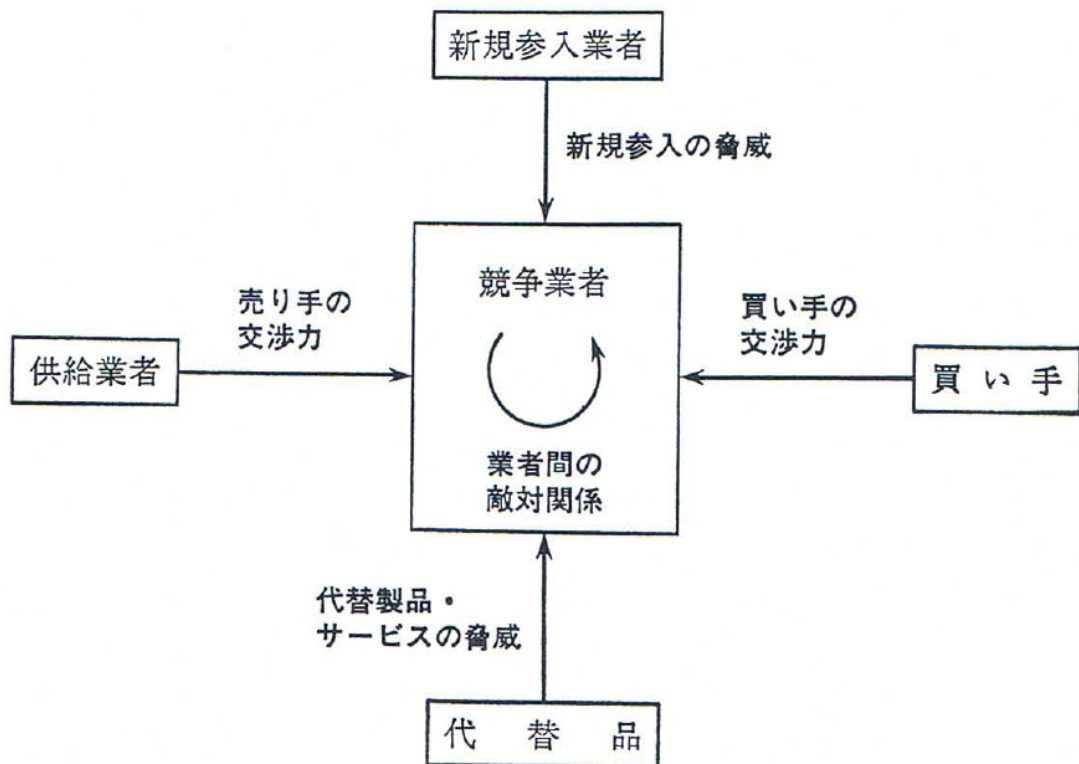 新規参入業者
新規参入の脅威
競争業者
売り手の
交渉力
買い手の
交渉力
供給業者
買い手
業者間の
敵対関係
代替製品・
サービスの脅威
代替品